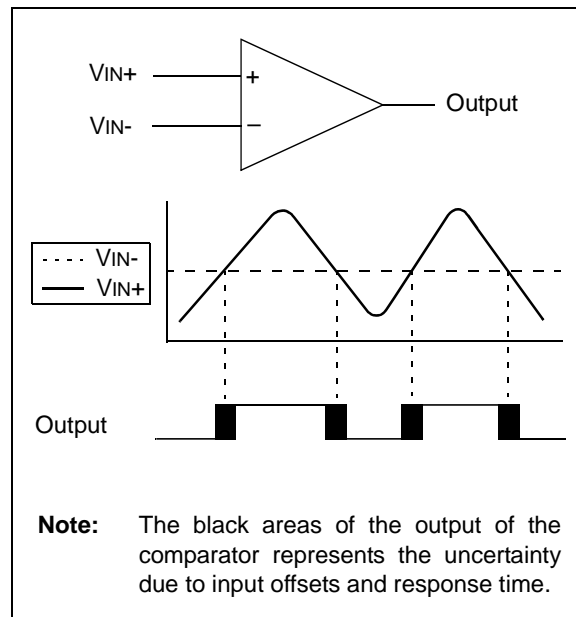 VIN+
+
Output
VIN-
–
VIN-
VIN+
Output
Note: The black areas of the output of the
comparator represents the uncertainty
due to input offsets and response time.